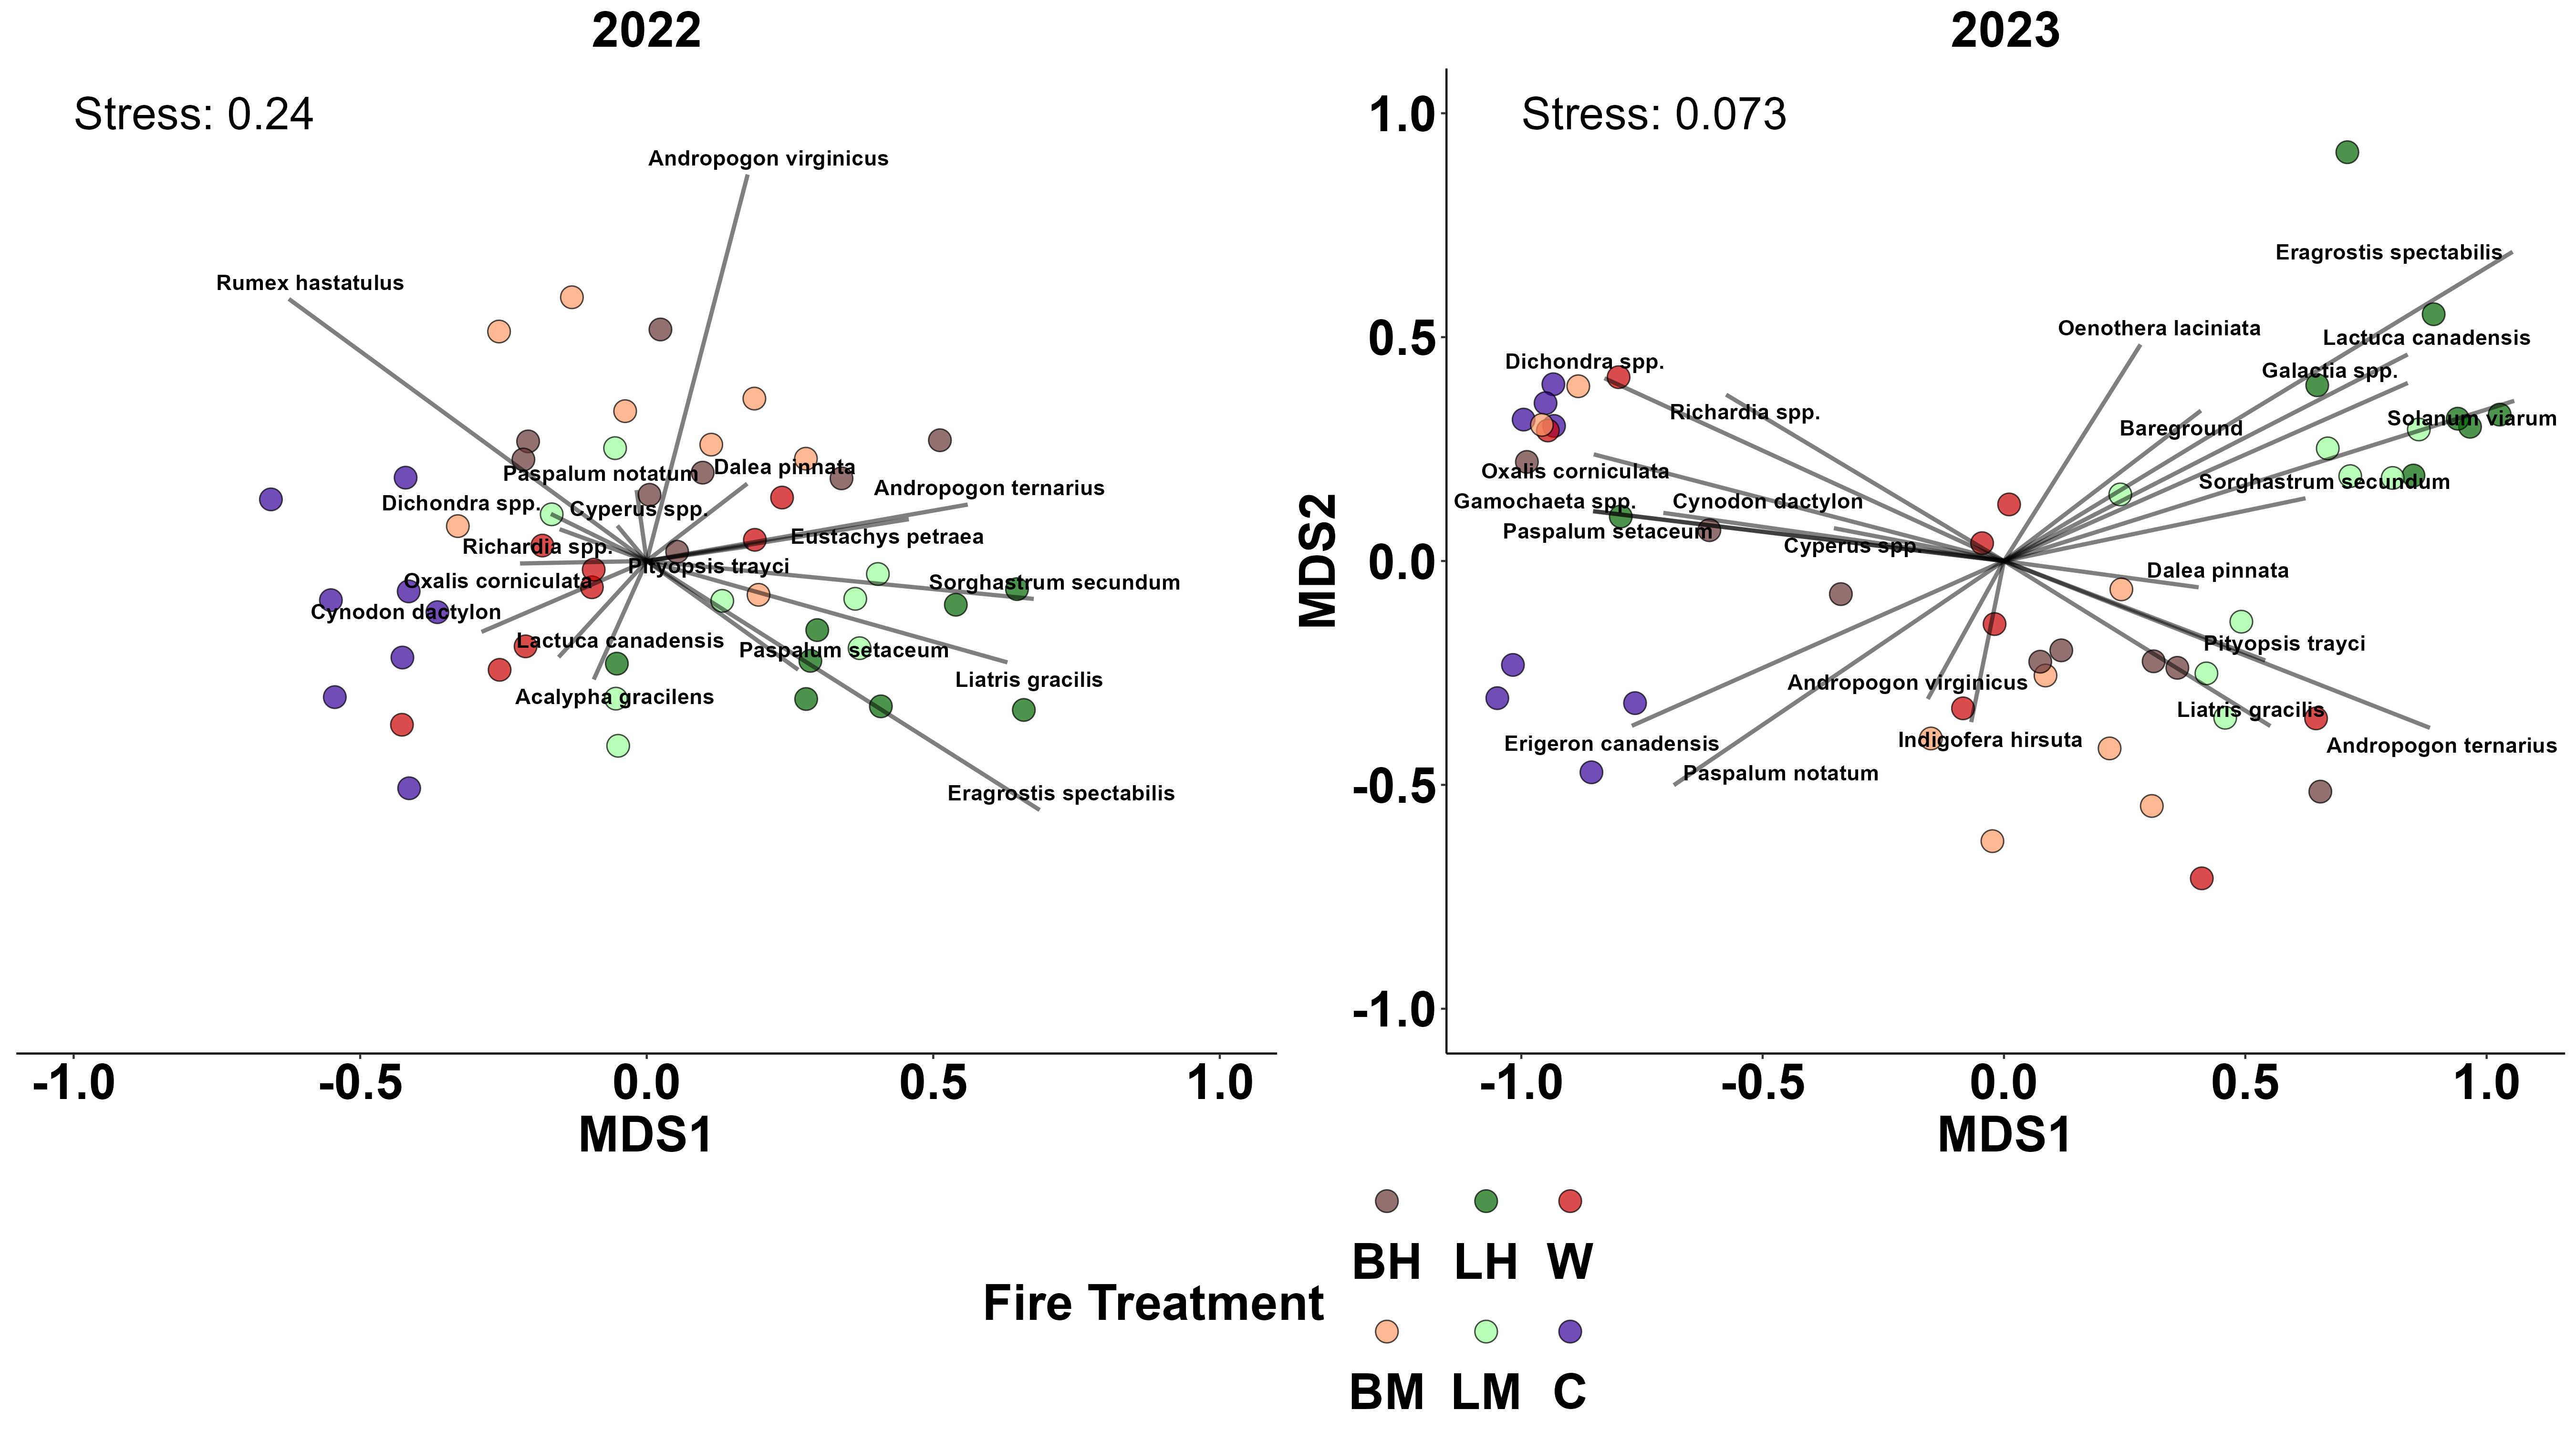 2022
Stress: 0.24
Andropogon virginicus
Rumex hastatulus
Paspalum notatum
Dalea pinnata
Andropogon ternarius
Dichondra spp.
Cyperus spp.
Eustachys petraea
Richardia spp.
Pityopsis trayci
Oxalis corniculata
Sorghastrum secundum
Cynodon dactylon
Lactuca canadensis
Paspalum setaceum
Liatris gracilis
Acalypha gracilens
Eragrostis spectabilis
-1.0 -0.5 0.0 0.5 1.0
MDS1
2023
Stress: 0.073
MDS2
1.0
0.5
0.0
-0.5
-1.0
Eragrostis spectabilis
Oenothera laciniata
Lactuca canadensis
Dichondra spp.
Galactia spp.
Richardia spp.
Solanum viarum
Bareground
Oxalis corniculata
Sorghastrum secundum
Gamochaeta spp.
Cynodon dactylon
Paspalum setaceum
Cyperus spp.
Dalea pinnata
Pityopsis trayci
Andropogon virginicus
Liatris gracilis
Erigeron canadensis
Indigofera hirsuta
Andropogon ternarius
Paspalum notatum
-1.0 -0.5 0.0 0.5 1.0
MDS1
Fire Treatment
BH LH W
BM LM C